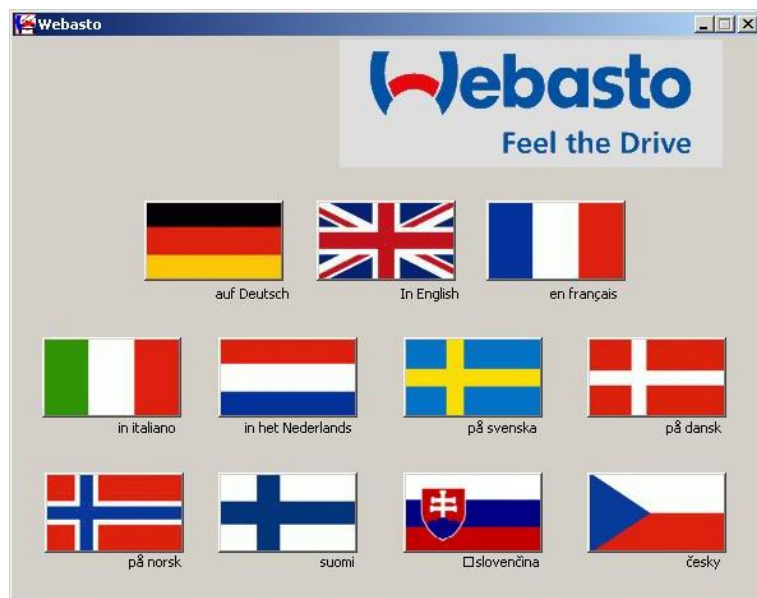 Webasto
Webasto
Feel the Drive
auf Deutsch
In English
en français
in italiano
in het Nederlands
på svenska
på dansk
på norsk
suomi
□slovenčina
česky